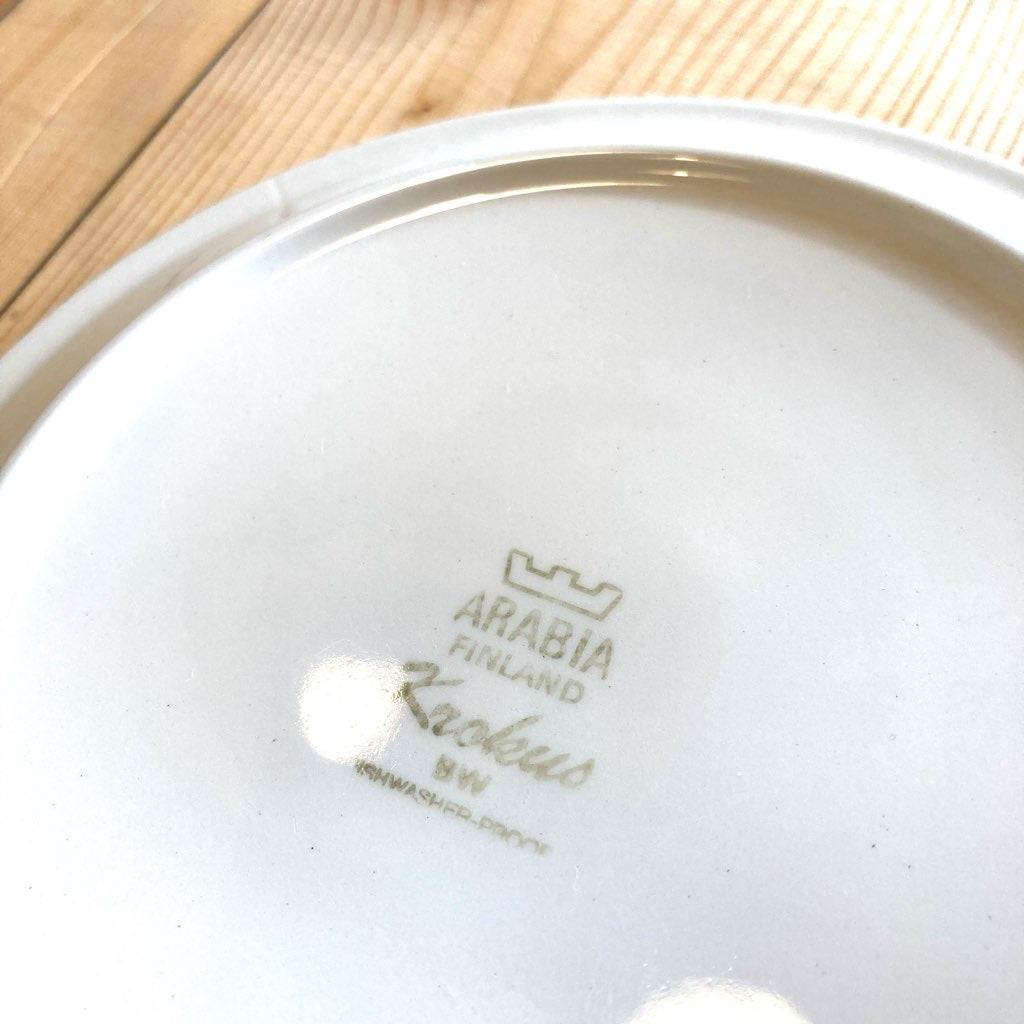 ARABIA
FINLAND
Krokus
BW
ISHWASHER-PROOF